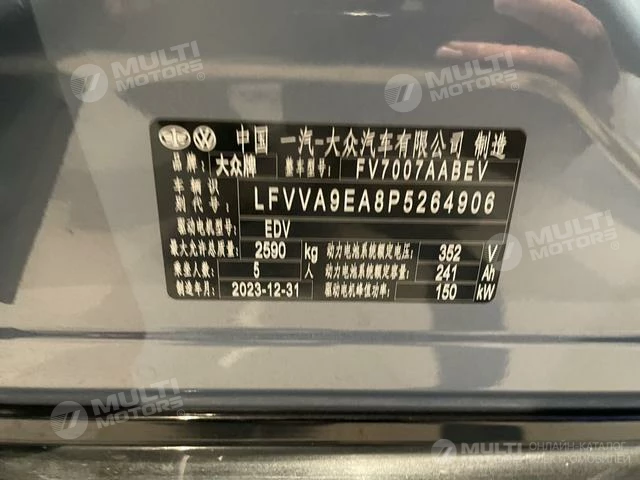 MULTI
MOTORS®
MULTI
MOTORS
中国 一汽-大众汽车有限公司 制造
品牌: 大众牌 整车型号: FV7007AABEV
车辆识别代号: LFVVA9EA8P5264906
驱动电机型号: EDV
最大允许总质量: 2590 kg 动力电池系统额定电压: 352 V
乘坐人数: 5 人 动力电池系统额定容量: 241 Ah
制造年月: 2023-12-31 驱动电机峰值功率: 150 kW
MULTI
MOTORS
MULTI
MOTORS®
MULTI ОНЛАЙН-КАТАЛОГ